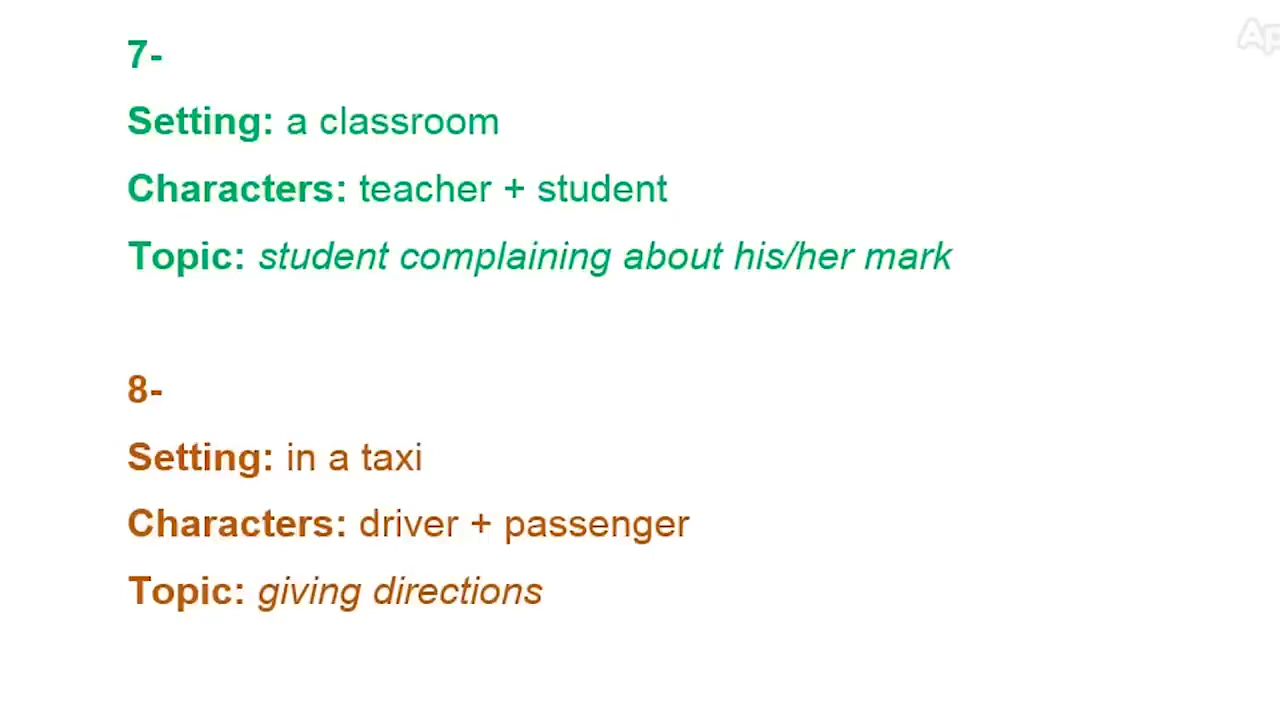 7-
Setting: a classroom
Characters: teacher + student
Topic: student complaining about his/her mark
8-
Setting: in a taxi
Characters: driver + passenger
Topic: giving directions